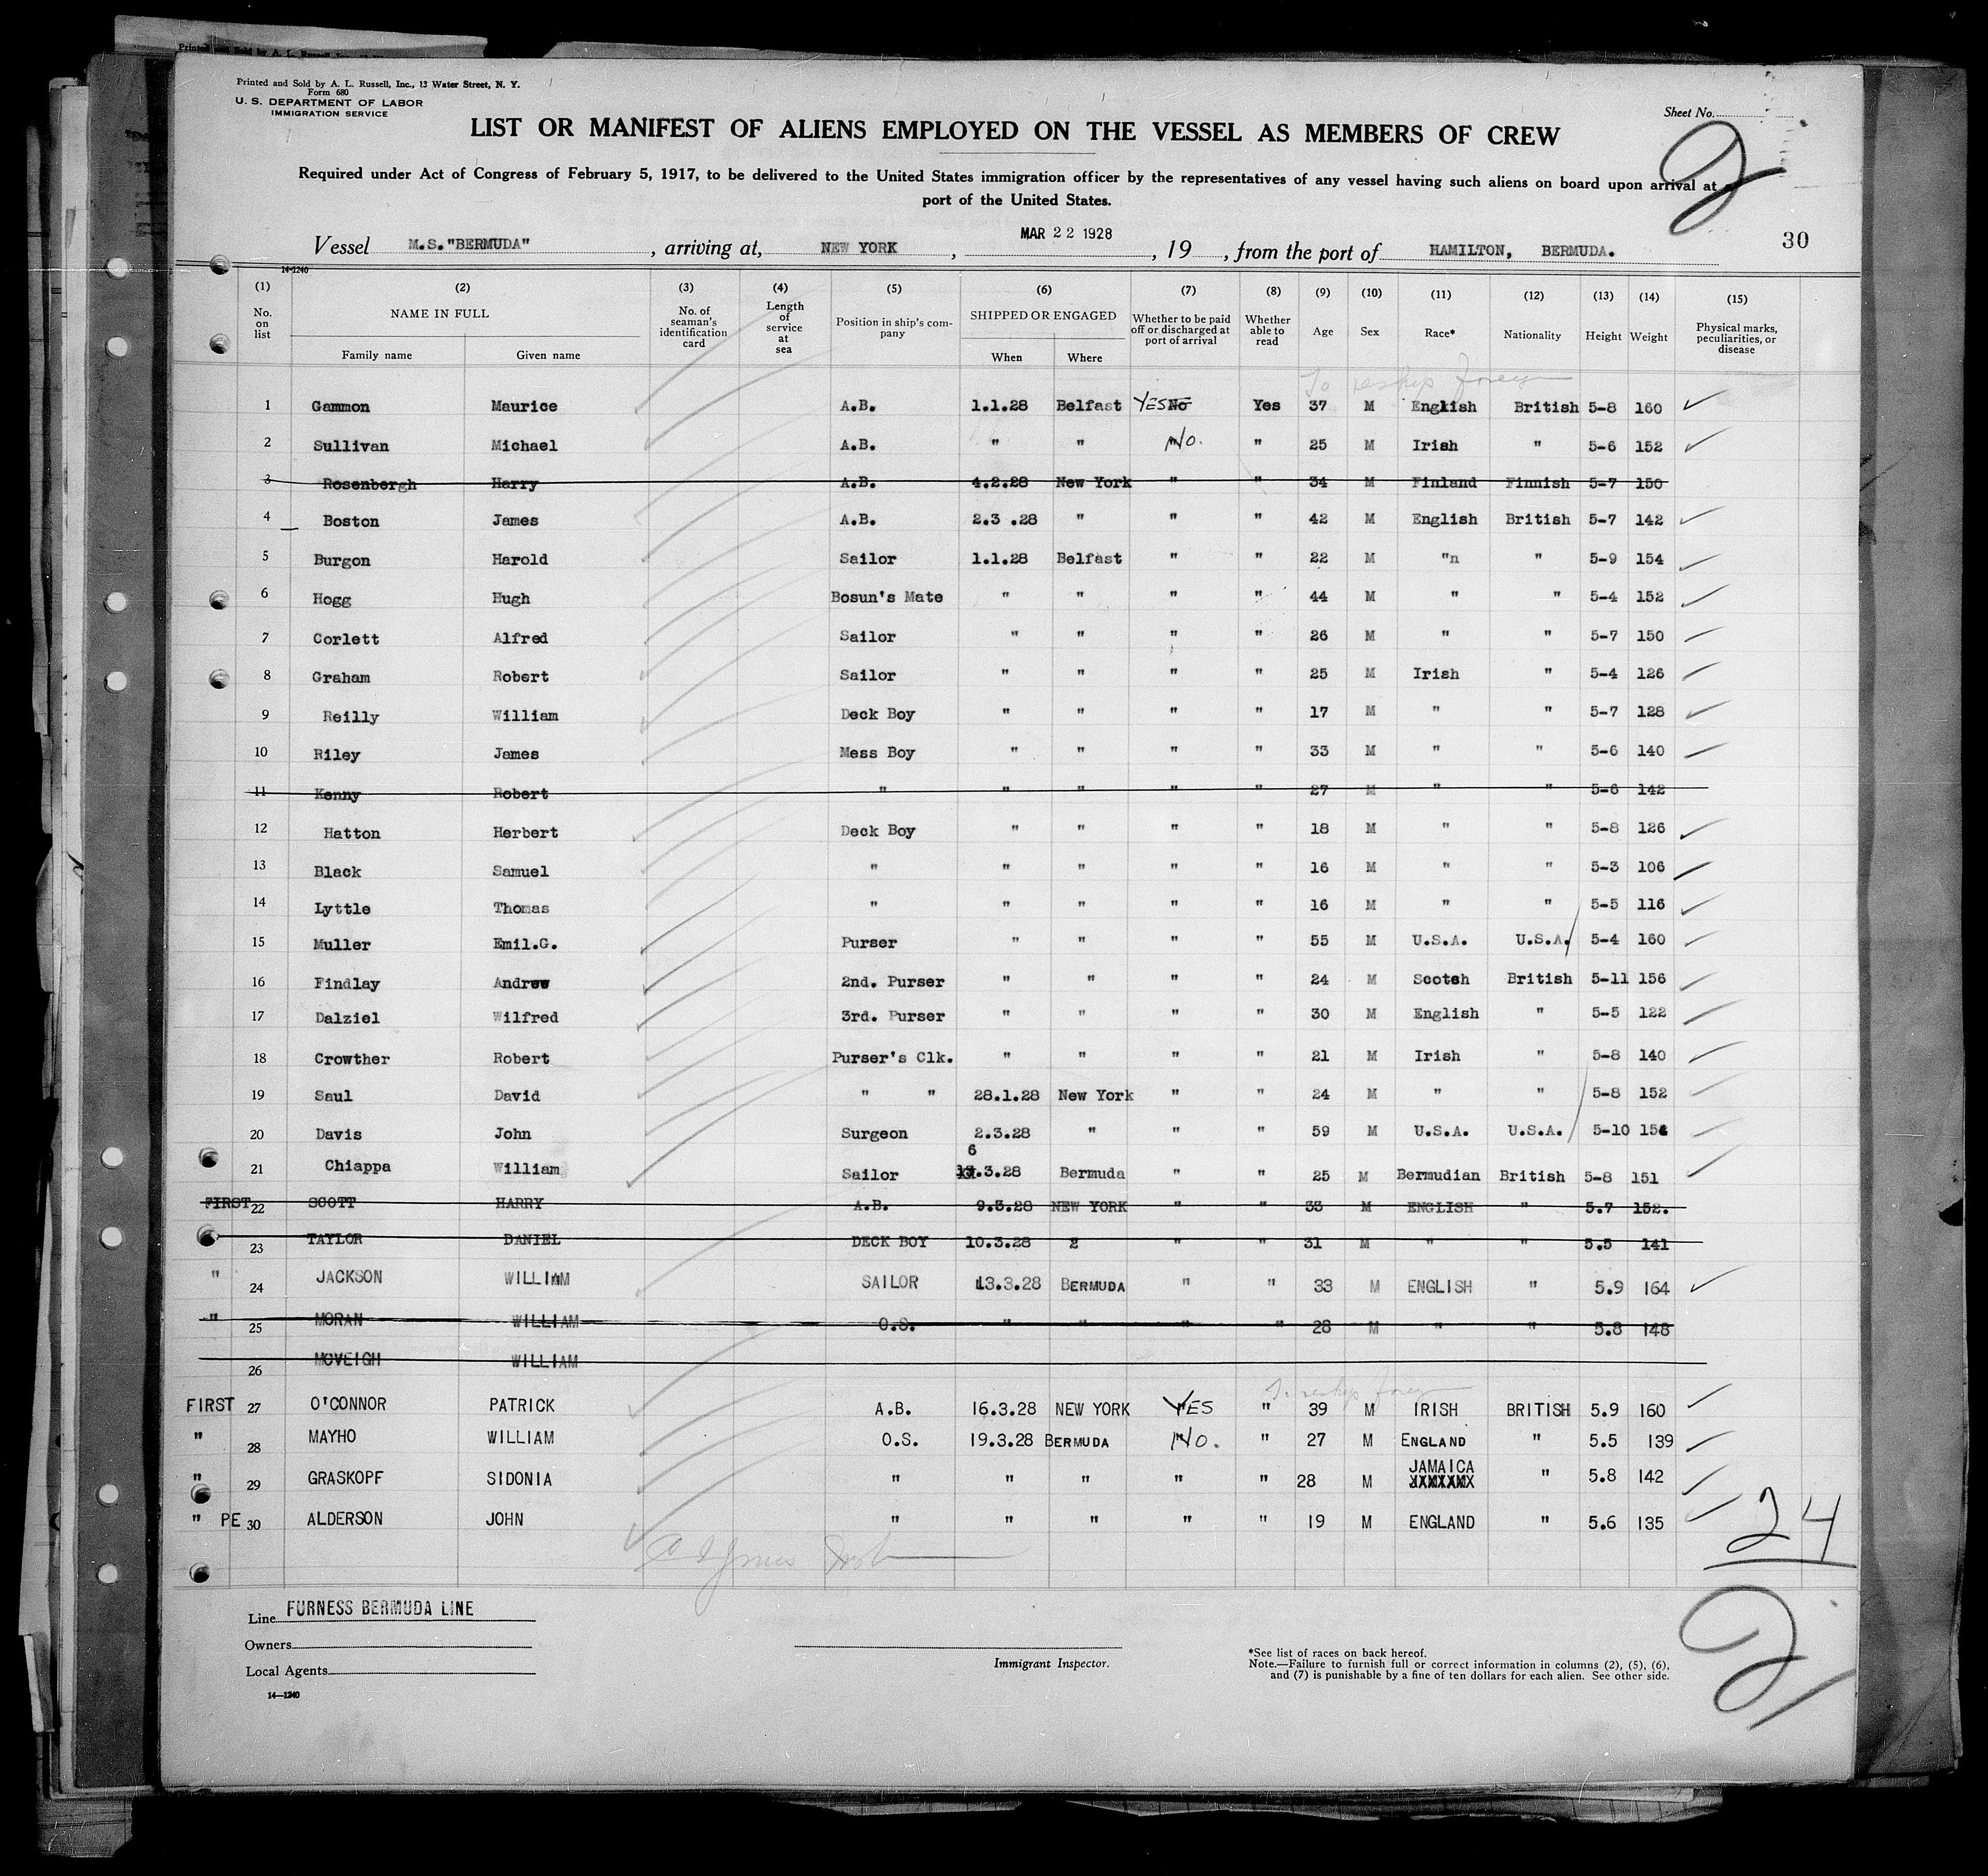 Printed and Sold by A. L. Russell, Inc., 13 Water Street, N. Y.
Form 680
U. S. DEPARTMENT OF LABOR
IMMIGRATION SERVICE
Sheet No.
2
LIST OR MANIFEST OF ALIENS EMPLOYED ON THE VESSEL AS MEMBERS OF CREW
Required under Act of Congress of February 5, 1917, to be delivered to the United States immigration officer by the representatives of any vessel having such aliens on board upon arrival at a
port of the United States.
Vessel M.S."BERMUDA" , arriving at, NEW YORK , MAR 22 1928 , 19 , from the port of HAMILTON, BERMUDA.
30
14-1240
(1) (2) (3) (4) (5) (6) (7) (8) (9) (10) (11) (12) (13) (14) (15)
No. on list NAME IN FULL Family name Given name No. of seaman's identification card Length of service at sea Position in ship's company SHIPPED OR ENGAGED When Where Whether to be paid off or discharged at port of arrival Whether able to read Age Sex Race* Nationality Height Weight Physical marks, peculiarities, or disease
To reship foreign
1 Gammon Maurice A.B. 1.1.28 Belfast YES No Yes 37 M English British 5-8 160
2 Sullivan Michael A.B. " " No. " 25 M Irish " 5-6 152
3 Rosenbergh Harry A.B. 4.2.28 New York " " 34 M Finland Finnish 5-7 150
4 Boston James A.B. 2.3 .28 " " " 42 M English British 5-7 142
5 Burgon Harold Sailor 1.1.28 Belfast " " 22 M "n " 5-9 154
6 Hogg Hugh Bosun's Mate " " " " 44 M " " 5-4 152
7 Corlett Alfred Sailor " " " " 26 M " " 5-7 150
8 Graham Robert Sailor " " " " 25 M Irish " 5-4 126
9 Reilly William Deck Boy " " " " 17 M " " 5-7 128
10 Riley James Mess Boy " " " " 33 M " " 5-6 140
11 Kenny Robert " " " " " 27 M " " 5-6 142
12 Hatton Herbert Deck Boy " " " " 18 M " " 5-8 126
13 Black Samuel " " " " " 16 M " " 5-3 106
14 Lyttle Thomas " " " " " 16 M " " 5-5 116
15 Muller Emil.G. Purser " " " " 55 M U.S.A. U.S.A. 5-4 160
16 Findlay Andrew 2nd. Purser " " " " 24 M Scotch British 5-11 156
17 Dalziel Wilfred 3rd. Purser " " " " 30 M English " 5-5 122
18 Crowther Robert Purser's Clk. " " " " 21 M Irish " 5-8 140
19 Saul David " " 28.1.28 New York " " 24 M " " 5-8 152
20 Davis John Surgeon 2.3.28 " " " 59 M U.S.A. U.S.A. 5-10
6
21 Chiappa William Sailor .3.28 Bermuda " " 25 M Bermudian British 5-8 151
FIRST 22 SCOTT HARRY A.B. 9.3.28 NEW YORK " " 33 M ENGLISH " 5.7 152.
23 TAYLOR DANIEL DECK BOY 10.3.28 2 " " 31 M " " 5.5 141
" 24 JACKSON WILLIAM SAILOR 13.3.28 BERMUDA " " 33 M ENGLISH " 5.9 164
" 25 MORAN WILLIAM O.S. " " " " 28 M " " 5.8 148
26 MCVEIGH WILLIAM
To reship foreign
FIRST 27 O'CONNOR PATRICK A.B. 16.3.28 NEW YORK YES " 39 M IRISH BRITISH 5.9 160
" 28 MAYHO WILLIAM O.S. 19.3.28 BERMUDA No. " 27 M ENGLAND " 5.5 139
" 29 GRASKOPF SIDONIA " " " " " 28 M JAMAICA " 5.8 142
" PE 30 ALDERSON JOHN " " " " " 19 M ENGLAND " 5.6 135
24
Line FURNESS BERMUDA LINE
Owners
Local Agents
14-1240
Immigrant Inspector.
*See list of races on back hereof.
Note.—Failure to furnish full or correct information in columns (2), (5), (6),
and (7) is punishable by a fine of ten dollars for each alien. See other side.
2